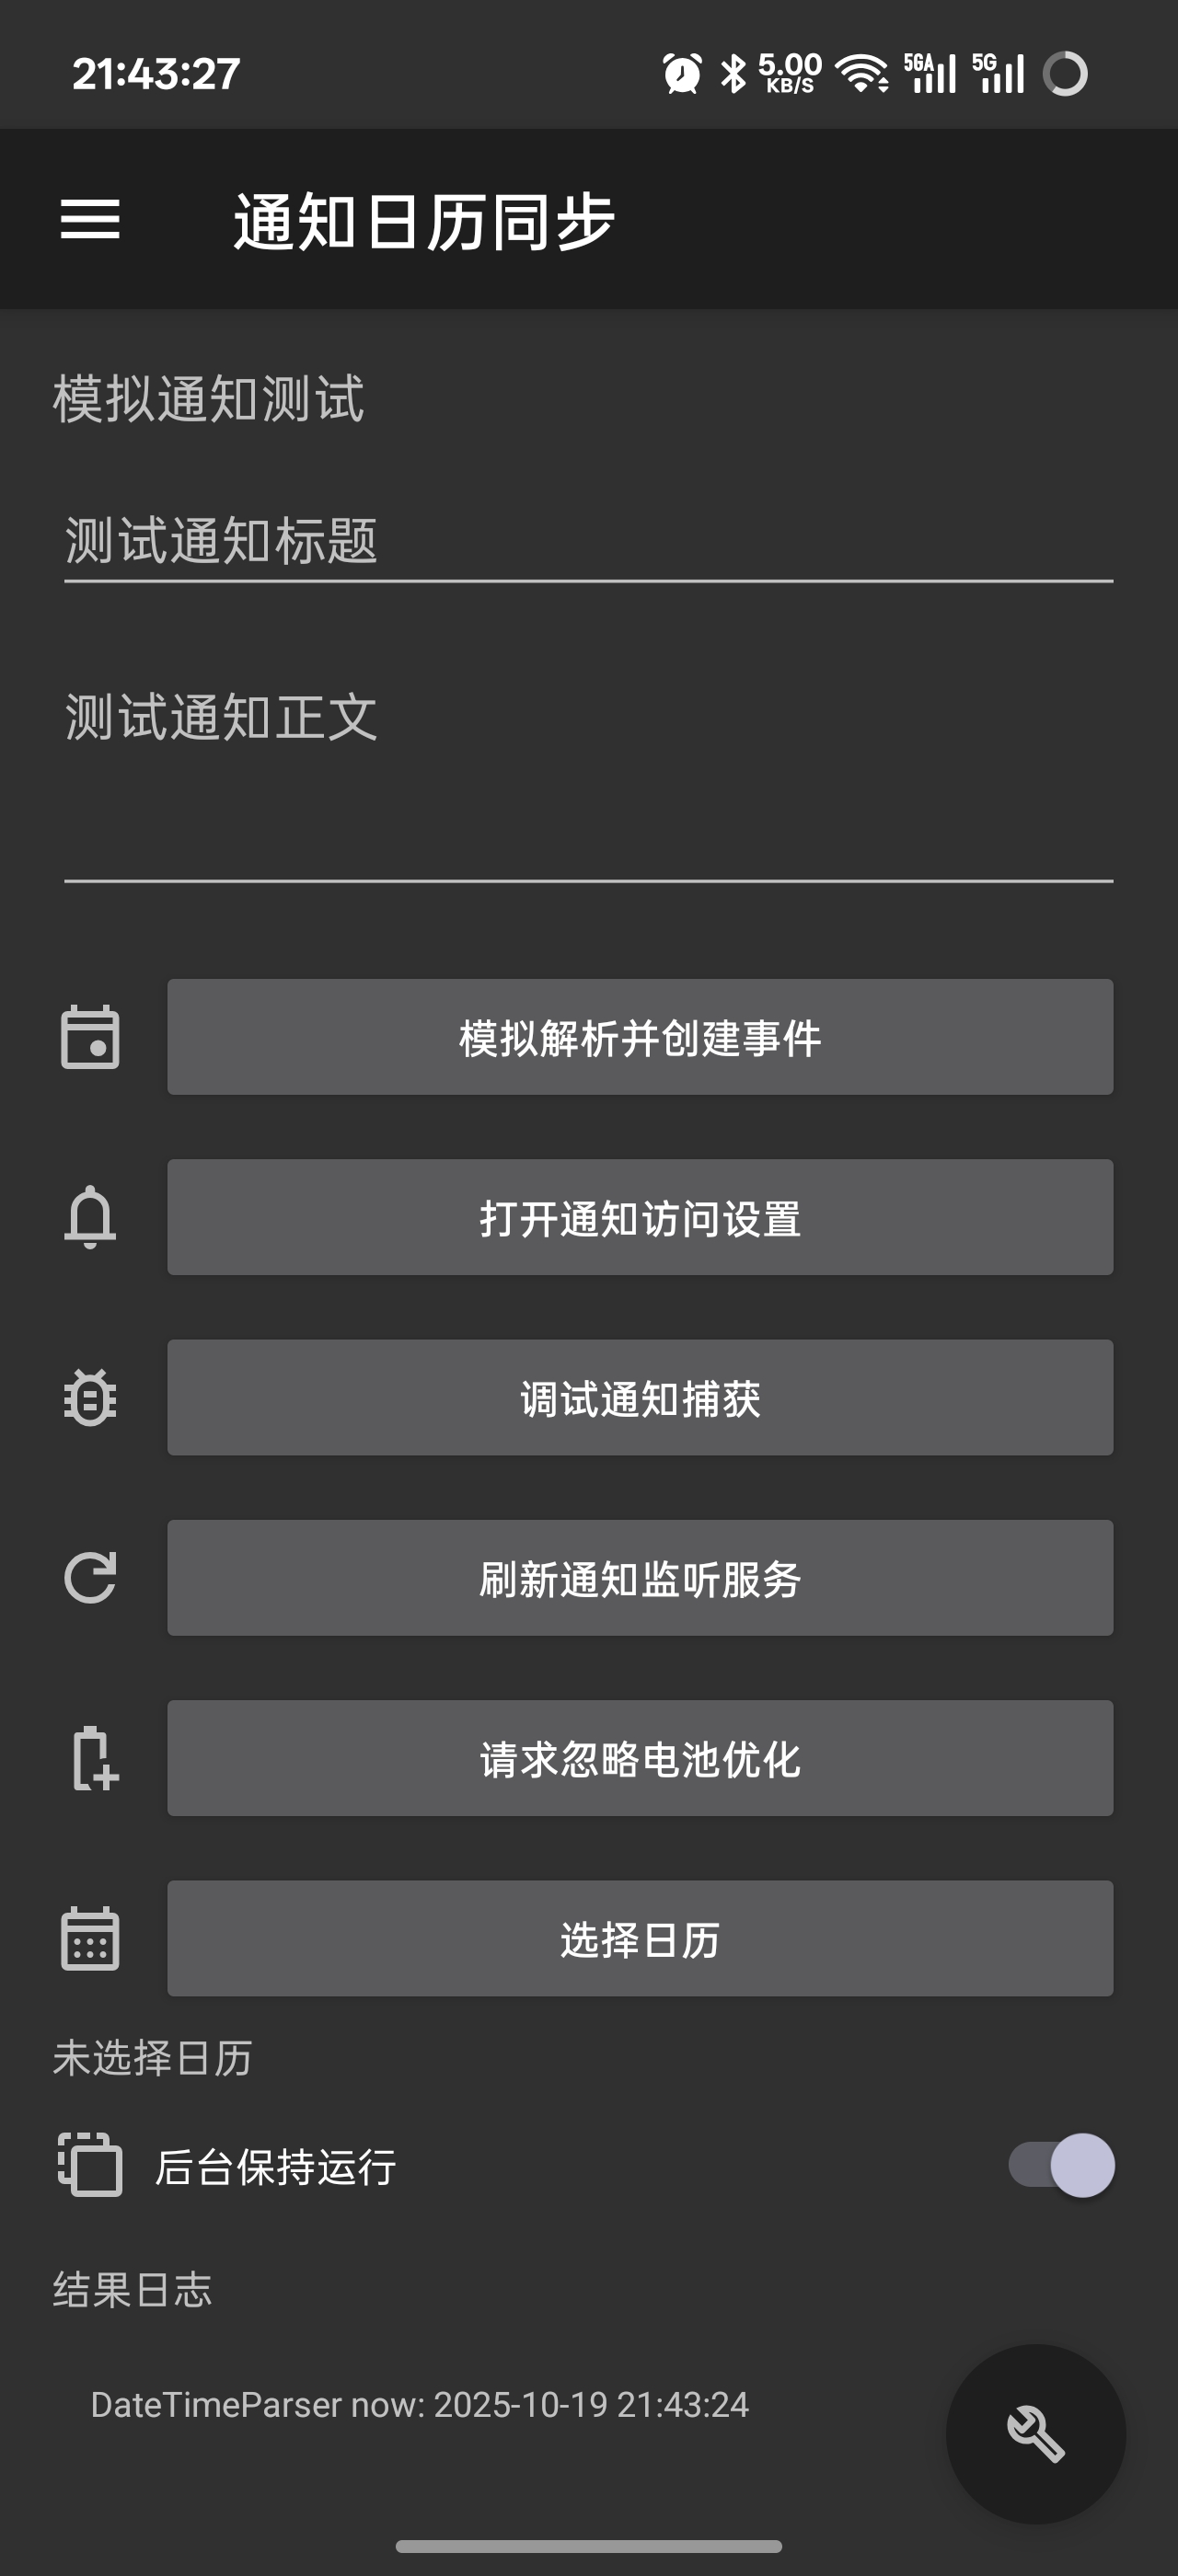 21:43:27
5.00 KB/S 5GA 5G
通知日历同步
模拟通知测试
测试通知标题
测试通知正文
模拟解析并创建事件
打开通知访问设置
调试通知捕获
刷新通知监听服务
请求忽略电池优化
选择日历
未选择日历
后台保持运行
结果日志
DateTimeParser now: 2025-10-19 21:43:24